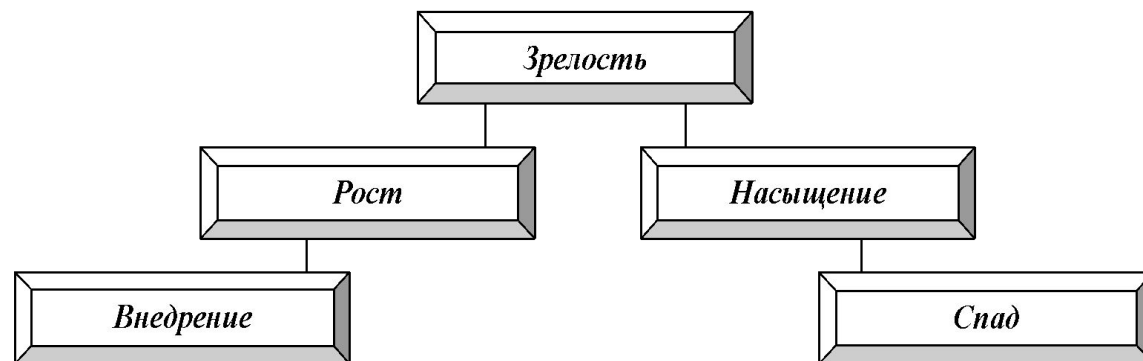 Зрелость
Рост
Насыщение
Внедрение
Спад